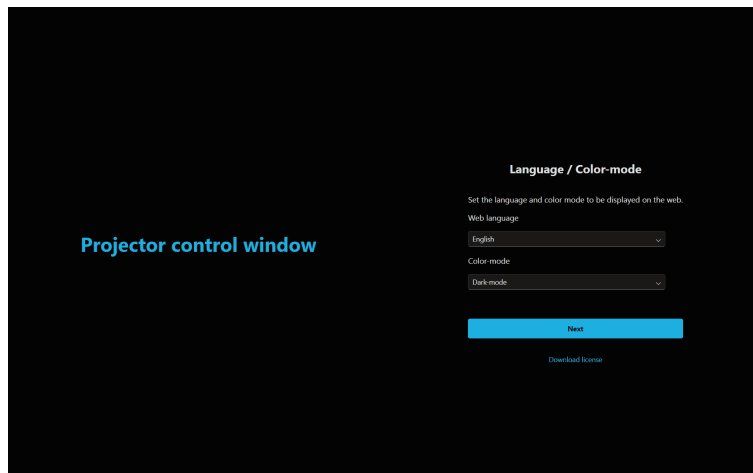 Projector control window
Language / Color-mode
Set the language and color mode to be displayed on the web.
Web language
English
Color-mode
Dark-mode
Next
Download license